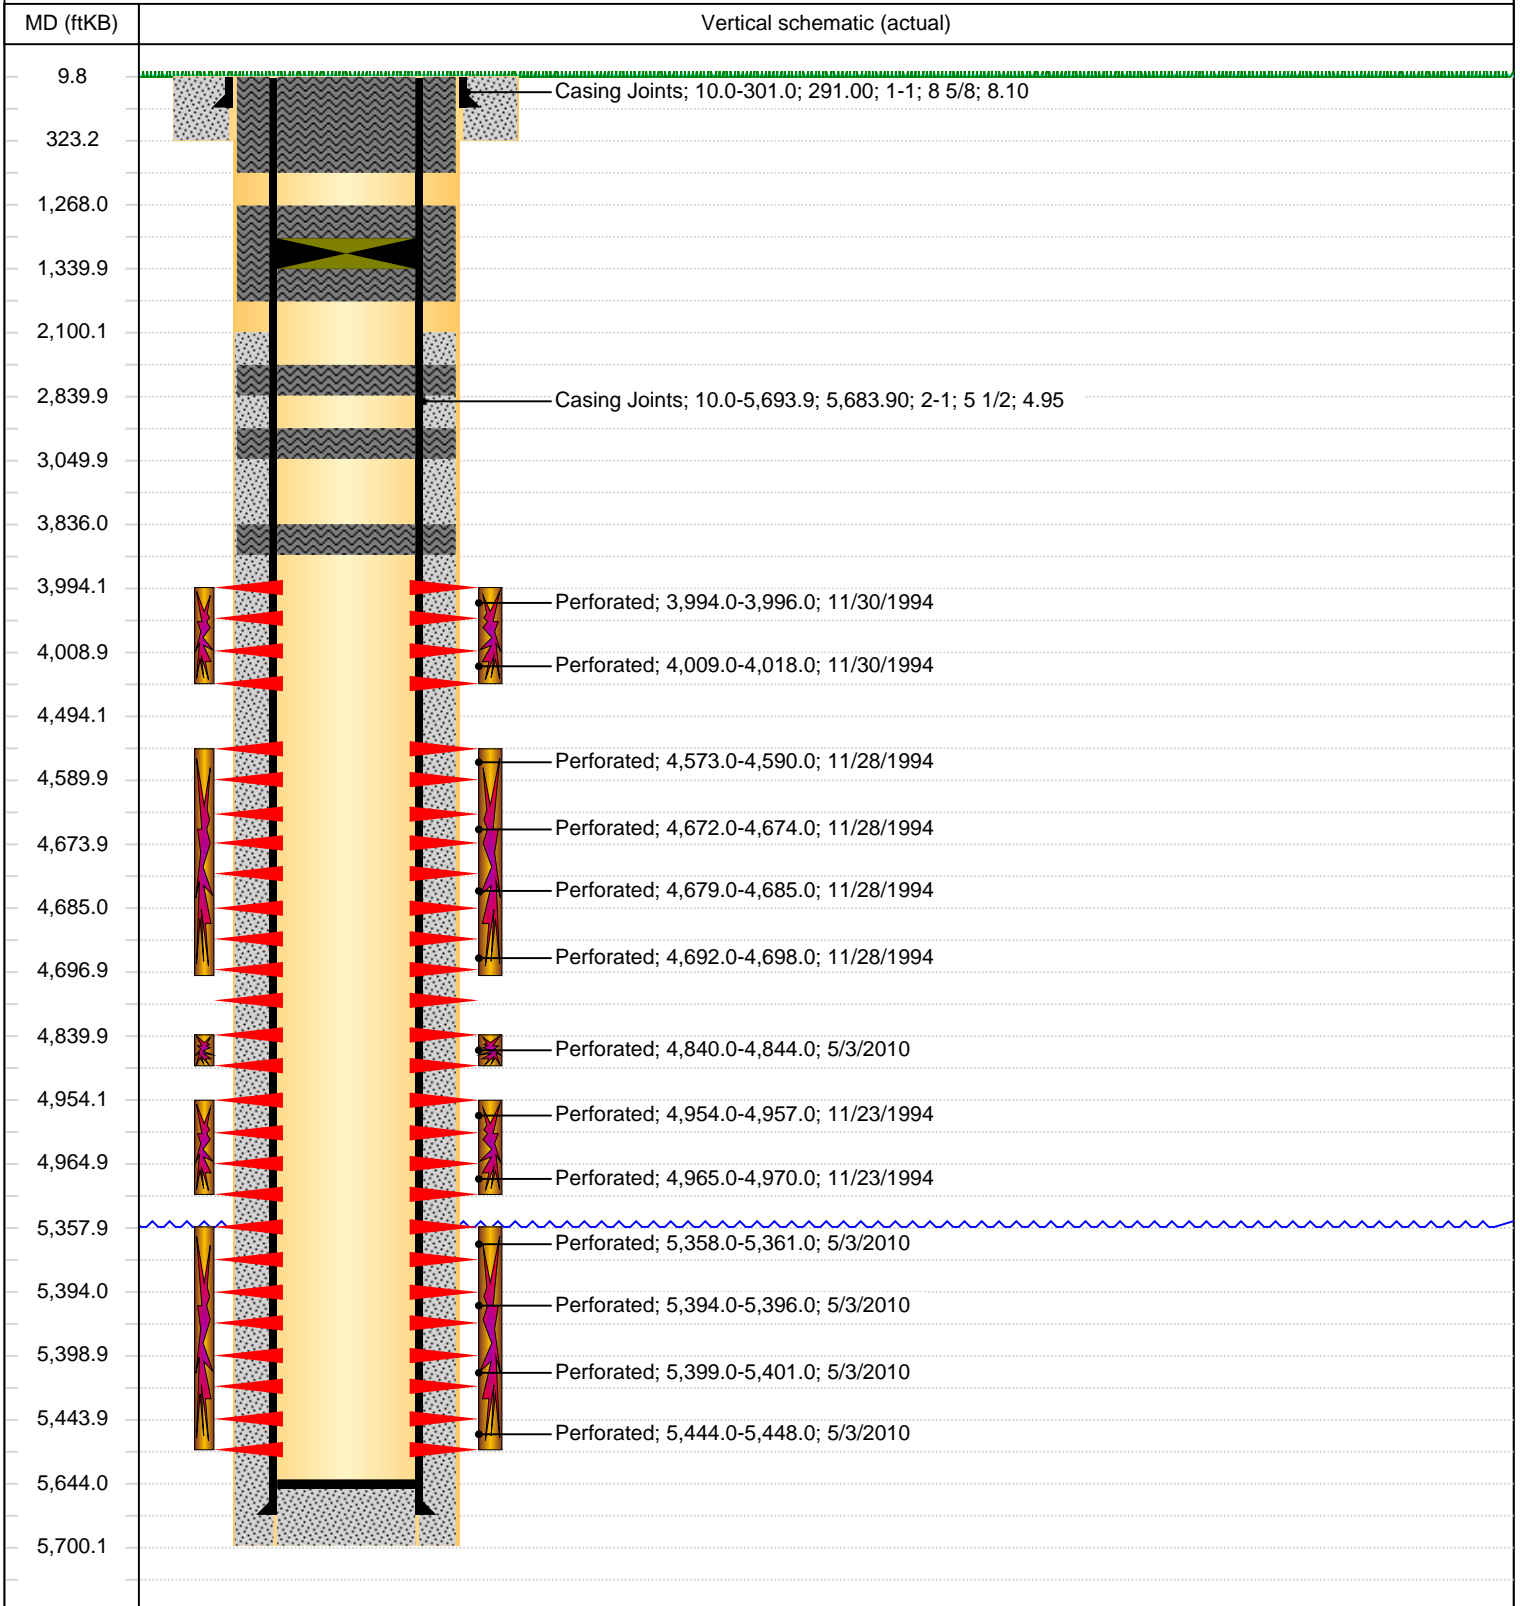 MD (ftKB) Vertical schematic (actual)
9.8
Casing Joints; 10.0-301.0; 291.00; 1-1; 8 5/8; 8.10
323.2
1,268.0
1,339.9
2,100.1
2,839.9
Casing Joints; 10.0-5,693.9; 5,683.90; 2-1; 5 1/2; 4.95
3,049.9
3,836.0
3,994.1
Perforated; 3,994.0-3,996.0; 11/30/1994
4,008.9
Perforated; 4,009.0-4,018.0; 11/30/1994
4,494.1
Perforated; 4,573.0-4,590.0; 11/28/1994
4,589.9
Perforated; 4,672.0-4,674.0; 11/28/1994
4,673.9
Perforated; 4,679.0-4,685.0; 11/28/1994
4,685.0
Perforated; 4,692.0-4,698.0; 11/28/1994
4,696.9
4,839.9
Perforated; 4,840.0-4,844.0; 5/3/2010
4,954.1
Perforated; 4,954.0-4,957.0; 11/23/1994
4,964.9
Perforated; 4,965.0-4,970.0; 11/23/1994
5,357.9
Perforated; 5,358.0-5,361.0; 5/3/2010
5,394.0
Perforated; 5,394.0-5,396.0; 5/3/2010
5,398.9
Perforated; 5,399.0-5,401.0; 5/3/2010
5,443.9
Perforated; 5,444.0-5,448.0; 5/3/2010
5,644.0
5,700.1